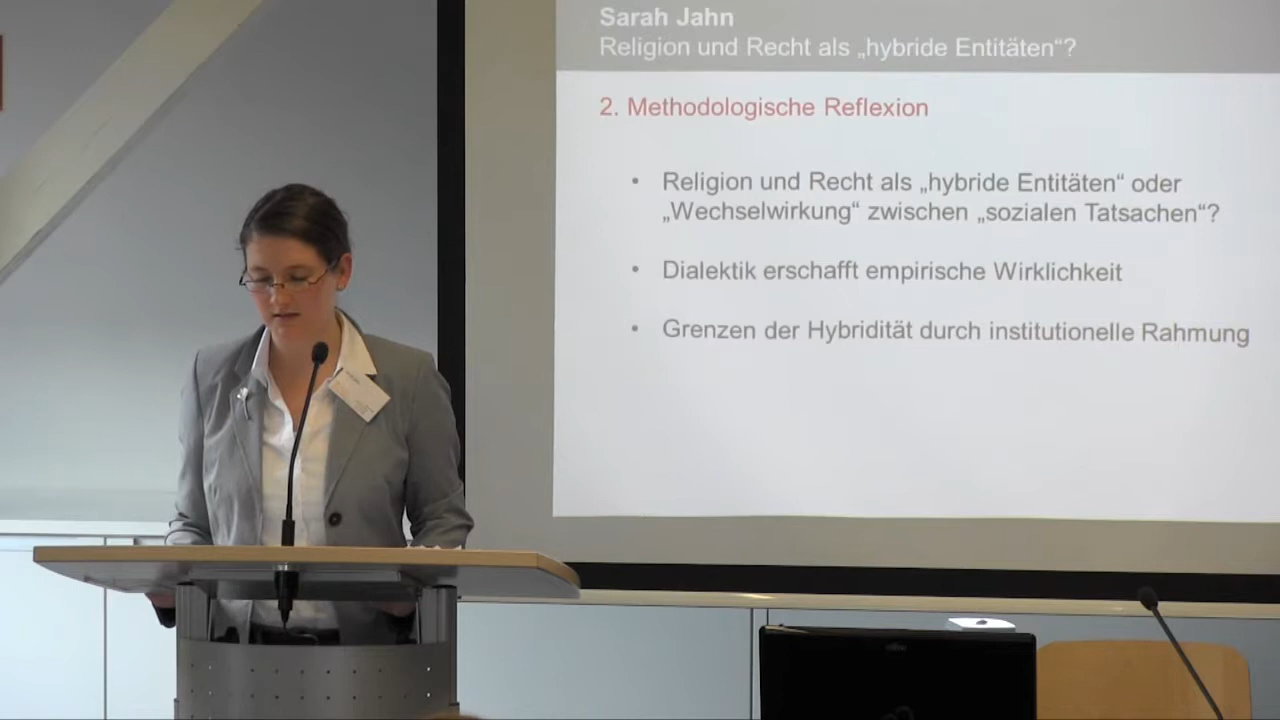 Sarah Jahn
Religion und Recht als „hybride Entitäten“?
2. Methodologische Reflexion
• Religion und Recht als „hybride Entitäten“ oder
„Wechselwirkung“ zwischen „sozialen Tatsachen“?
• Dialektik erschafft empirische Wirklichkeit
• Grenzen der Hybridität durch institutionelle Rahmung